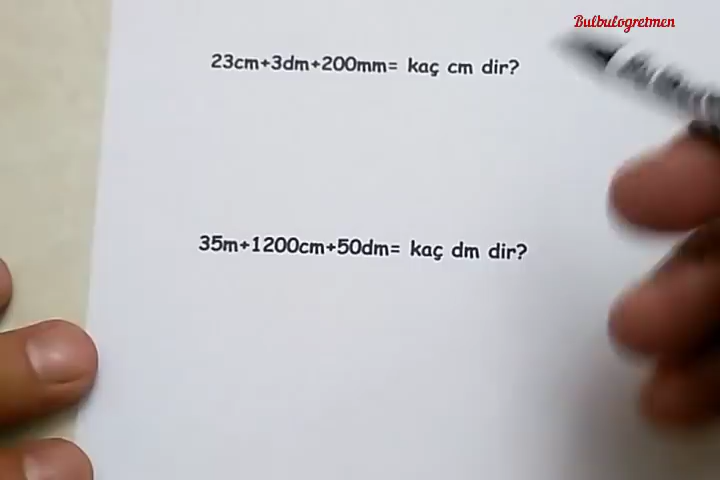 Bulbulogretmen
23cm+3dm+200mm= kaç cm dir?
35m+1200cm+50dm= kaç dm dir?